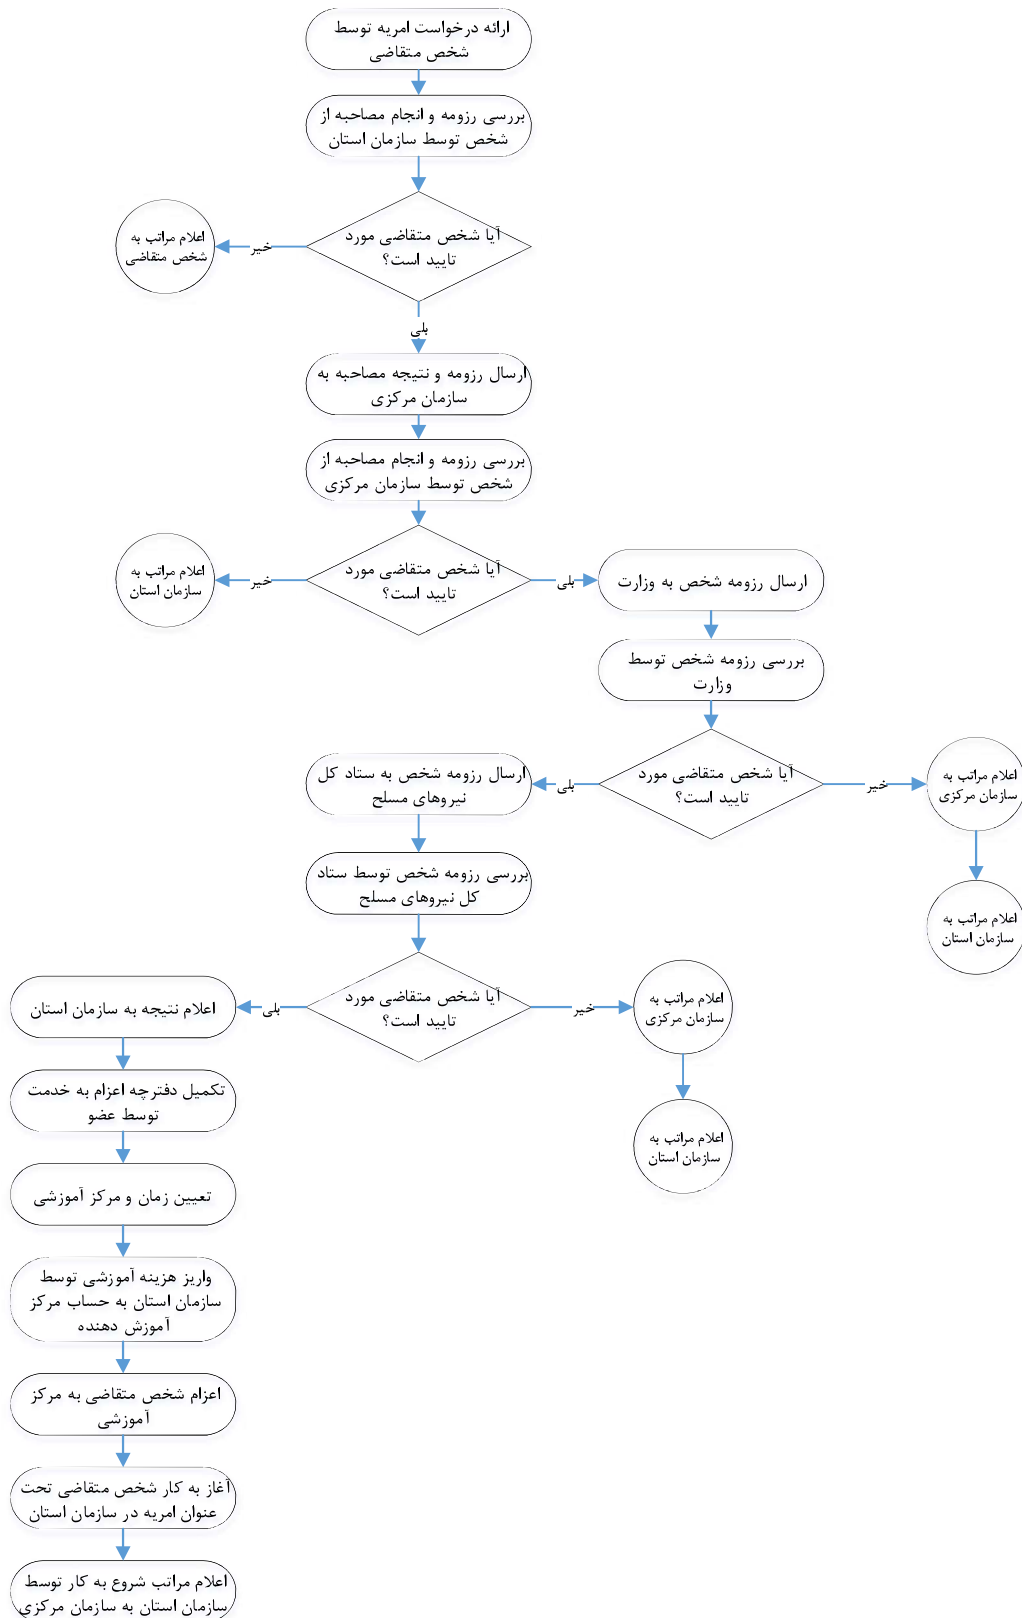 ارائه درخواست امریه توسط
شخص متقاضی
بررسی رزومه و انجام مصاحبه از
شخص توسط سازمان استان
آیا شخص متقاضی مورد
تایید است؟
خیر
اعلام مراتب به
شخص متقاضی
بلی
ارسال رزومه و نتیجه مصاحبه به
سازمان مرکزی
بررسی رزومه و انجام مصاحبه از
شخص توسط سازمان مرکزی
آیا شخص متقاضی مورد
تایید است؟
خیر
اعلام مراتب به
سازمان استان
بلی
ارسال رزومه شخص به وزارت
بررسی رزومه شخص توسط
وزارت
آیا شخص متقاضی مورد
تایید است؟
خیر
اعلام مراتب به
سازمان مرکزی
اعلام مراتب به
سازمان استان
بلی
ارسال رزومه شخص به ستاد کل
نیروهای مسلح
بررسی رزومه شخص توسط ستاد
کل نیروهای مسلح
آیا شخص متقاضی مورد
تایید است؟
خیر
اعلام مراتب به
سازمان مرکزی
اعلام مراتب به
سازمان استان
بلی
اعلام نتیجه به سازمان استان
تکمیل دفترچه اعزام به خدمت
توسط عضو
تعیین زمان و مرکز آموزشی
واریز هزینه آموزشی توسط
سازمان استان به حساب مرکز
آموزش دهنده
اعزام شخص متقاضی به مرکز
آموزشی
آغاز به کار شخص متقاضی تحت
عنوان امریه در سازمان استان
اعلام مراتب شروع به کار توسط
سازمان استان به سازمان مرکزی